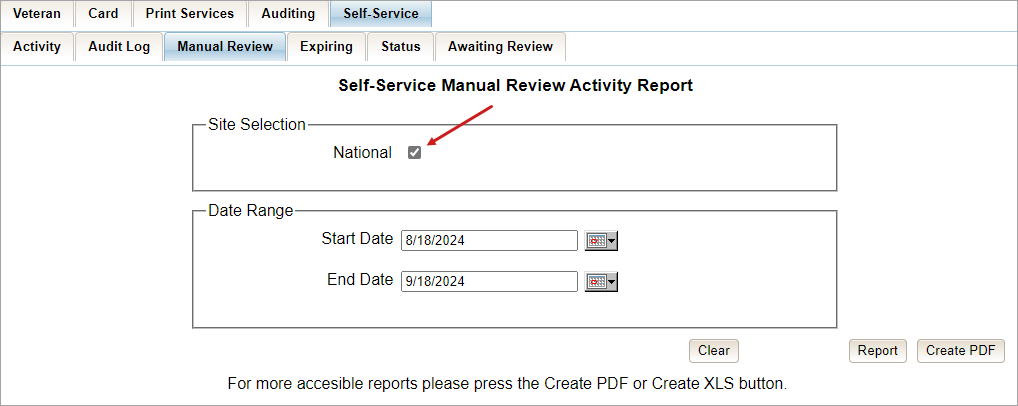 Veteran Card Print Services Auditing Self-Service
Activity Audit Log Manual Review Expiring Status Awaiting Review
Self-Service Manual Review Activity Report
Site Selection
National
Date Range
Start Date 8/18/2024
End Date 9/18/2024
Clear Report Create PDF
For more accesible reports please press the Create PDF or Create XLS button.